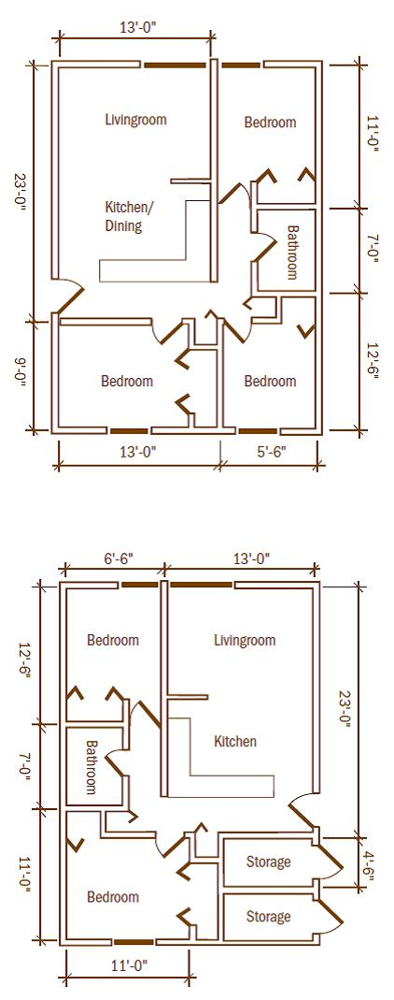 13'-0"
Livingroom
Bedroom
11'-0"
23'-0"
Kitchen/
Dining
Bathroom
7'-0"
9'-0"
Bedroom
Bedroom
12'-6"
13'-0"
5'-6"
6'-6"
13'-0"
12'-6"
Bedroom
Livingroom
23'-0"
7'-0"
Bathroom
Kitchen
11'-0"
Storage
4'-6"
Bedroom
Storage
11'-0"